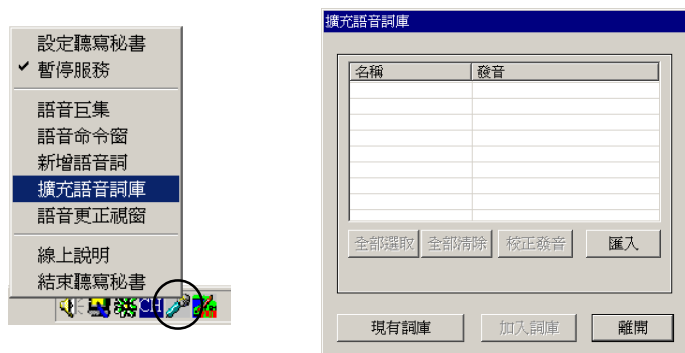 設定聽寫秘書
暫停服務
語音巨集
語音命令窗
新增語音詞
擴充語音詞庫
語音更正視窗
線上說明
結束聽寫秘書
CH
擴充語音詞庫
名稱 發音
全部選取 全部清除 校正發音 匯入
現有詞庫 加入詞庫 離開